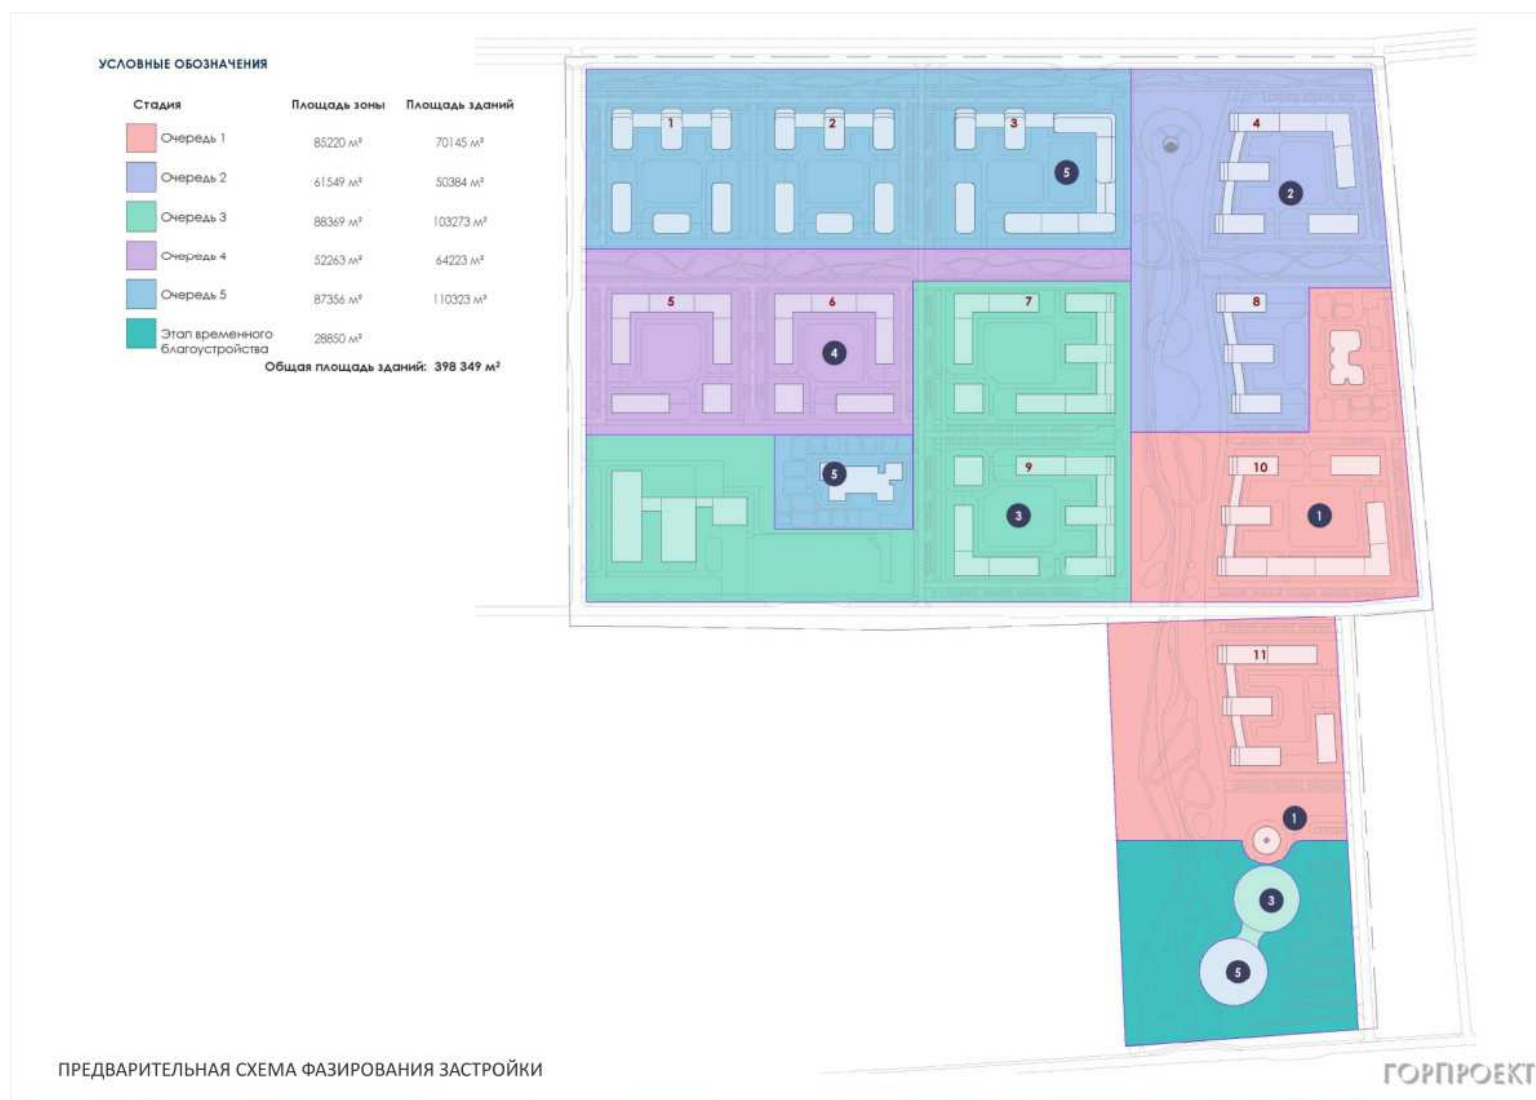 УСЛОВНЫЕ ОБОЗНАЧЕНИЯ
Стадия Площадь зоны Площадь зданий
Очередь 1 85220 м² 70145 м²
Очередь 2 61549 м² 50384 м²
Очередь 3 88369 м² 103273 м²
Очередь 4 52263 м² 64223 м²
Очередь 5 87356 м² 110323 м²
Этап временного
благоустройства 28850 м²
Общая площадь зданий: 398 349 м²
1 2 3 4
5
2
5 6 7 8
4
9 10
5
3 1
11
1
3
5
ПРЕДВАРИТЕЛЬНАЯ СХЕМА ФАЗИРОВАНИЯ ЗАСТРОЙКИ
ГОРПРОЕКТ